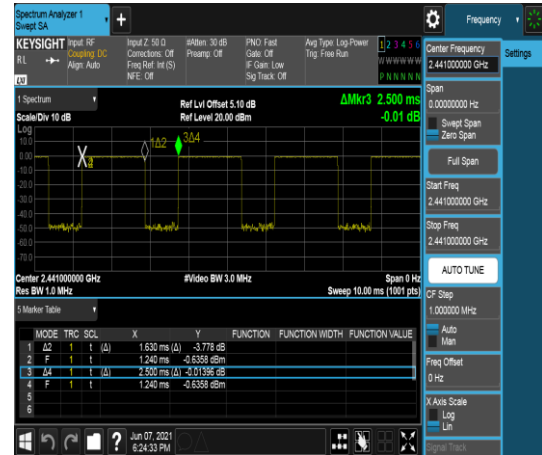 Spectrum Analyzer 1
Swept SA
+
Frequency
KEYSIGHT
RL
LXI
Input: RF
Coupling: DC
Align: Auto
Input Z: 50 Ω
Corrections: Off
Freq Ref: Int (S)
NFE: Off
#Atten: 30 dB
Preamp: Off
PNO: Fast
Gate: Off
IF Gain: Low
Sig Track: Off
Avg Type: Log-Power
Trig: Free Run
1 2 3 4 5 6
W W W W W W
P N N N N N
1 Spectrum
Scale/Div 10 dB
Ref Lvl Offset 5.10 dB
Ref Level 20.00 dBm
ΔMkr3 2.500 ms
-0.01 dB
Log
10.0
0.00
-10.0
-20.0
-30.0
-40.0
-50.0
-60.0
-70.0
1Δ2
3Δ4
Center 2.441000000 GHz
Res BW 1.0 MHz
#Video BW 3.0 MHz
Span 0 Hz
Sweep 10.00 ms (1001 pts)
5 Marker Table
MODE TRC SCL X Y FUNCTION FUNCTION WIDTH FUNCTION VALUE
1 Δ2 1 t (Δ) 1.630 ms (Δ) -3.778 dB
2 F 1 t 1.240 ms -0.6358 dBm
3 Δ4 1 t (Δ) 2.500 ms (Δ) -0.01396 dB
4 F 1 t 1.240 ms -0.6358 dBm
5
6
?
Jun 07, 2021
6:24:33 PM
Settings
Center Frequency
2.441000000 GHz
Span
0.00000000 Hz
Swept Span
Zero Span
Full Span
Start Freq
2.441000000 GHz
Stop Freq
2.441000000 GHz
AUTO TUNE
CF Step
1.000000 MHz
Auto
Man
Freq Offset
0 Hz
X Axis Scale
Log
Lin
Signal Track